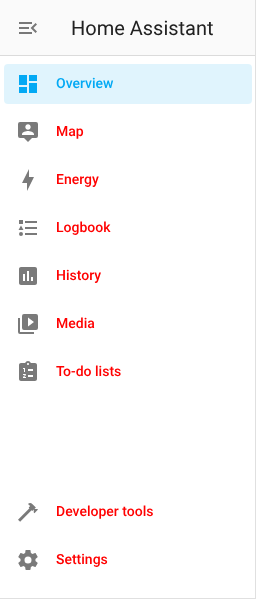 Home Assistant
Overview
Map
Energy
Logbook
History
Media
To-do lists
Developer tools
Settings